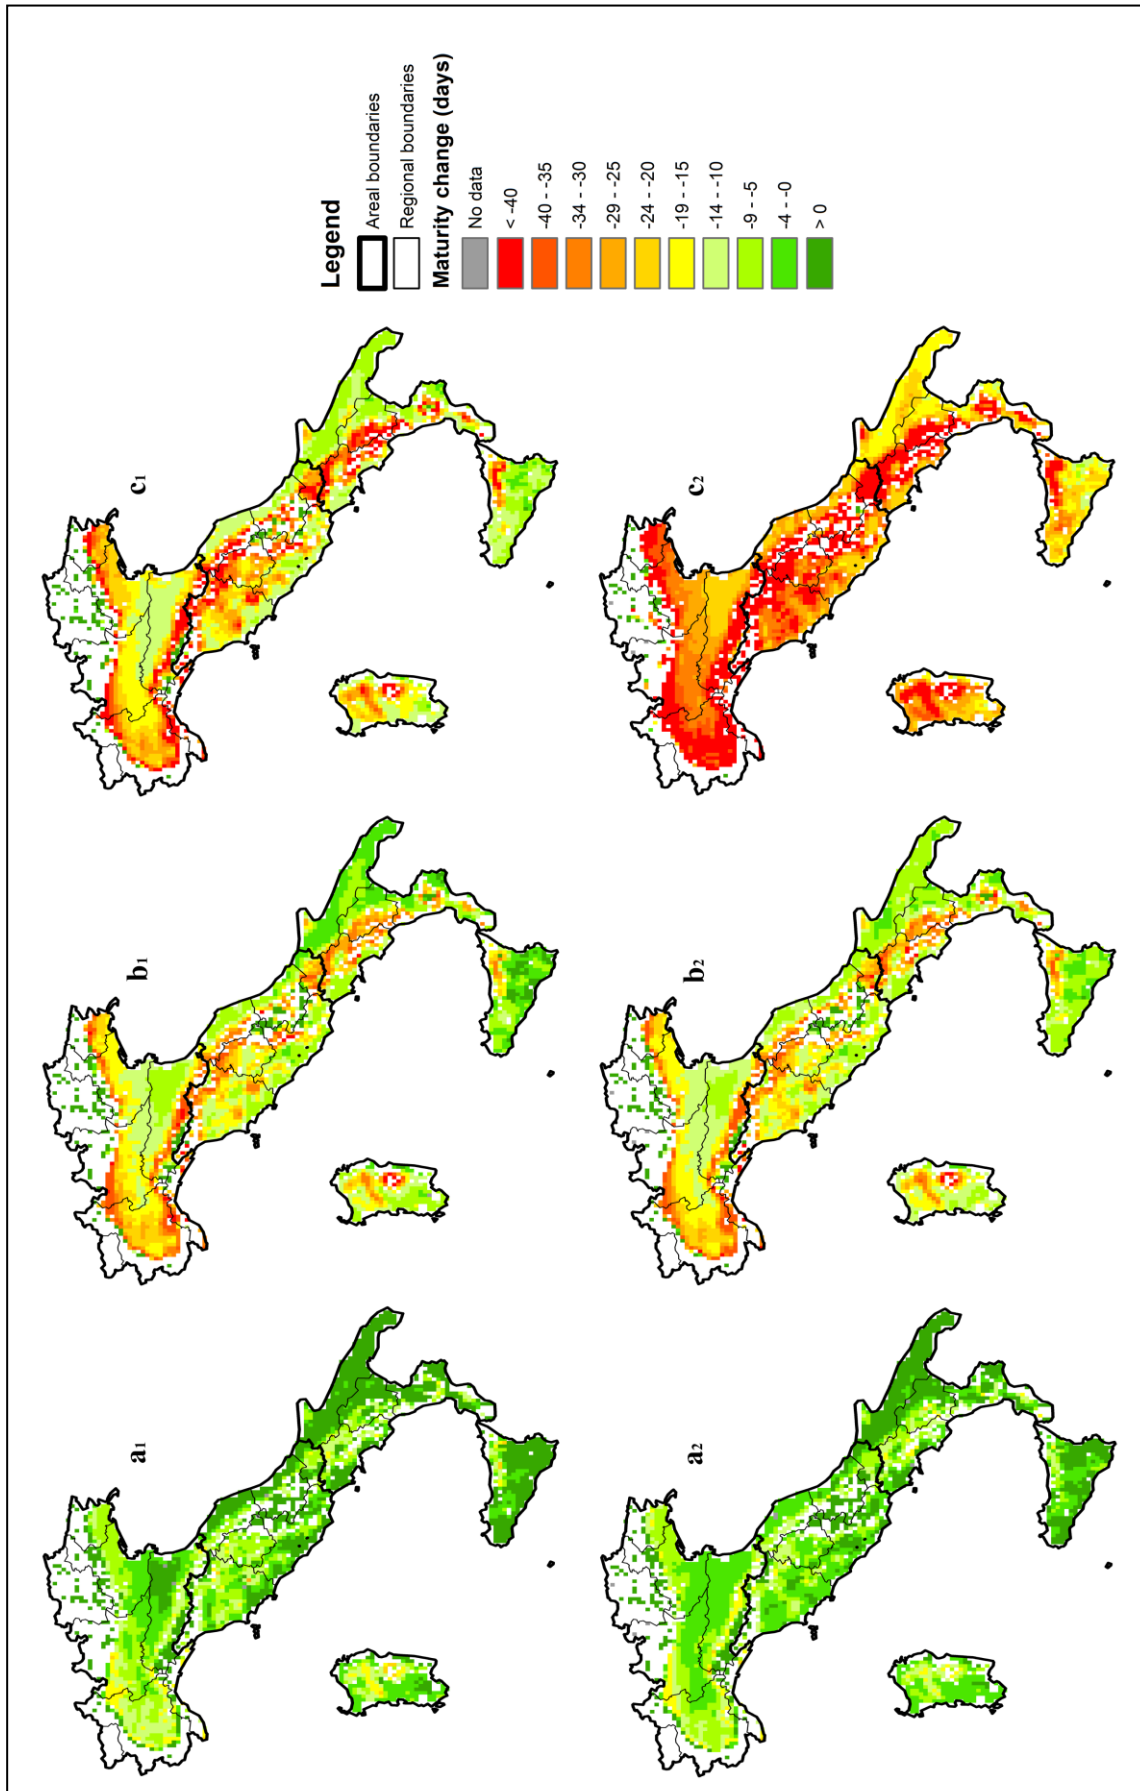 a1
b1
c1
a2
b2
c2
Legend
Areal boundaries
Regional boundaries
Maturity change (days)
No data
< -40
-40 - -35
-34 - -30
-29 - -25
-24 - -20
-19 - -15
-14 - -10
-9 - -5
-4 - -0
> 0